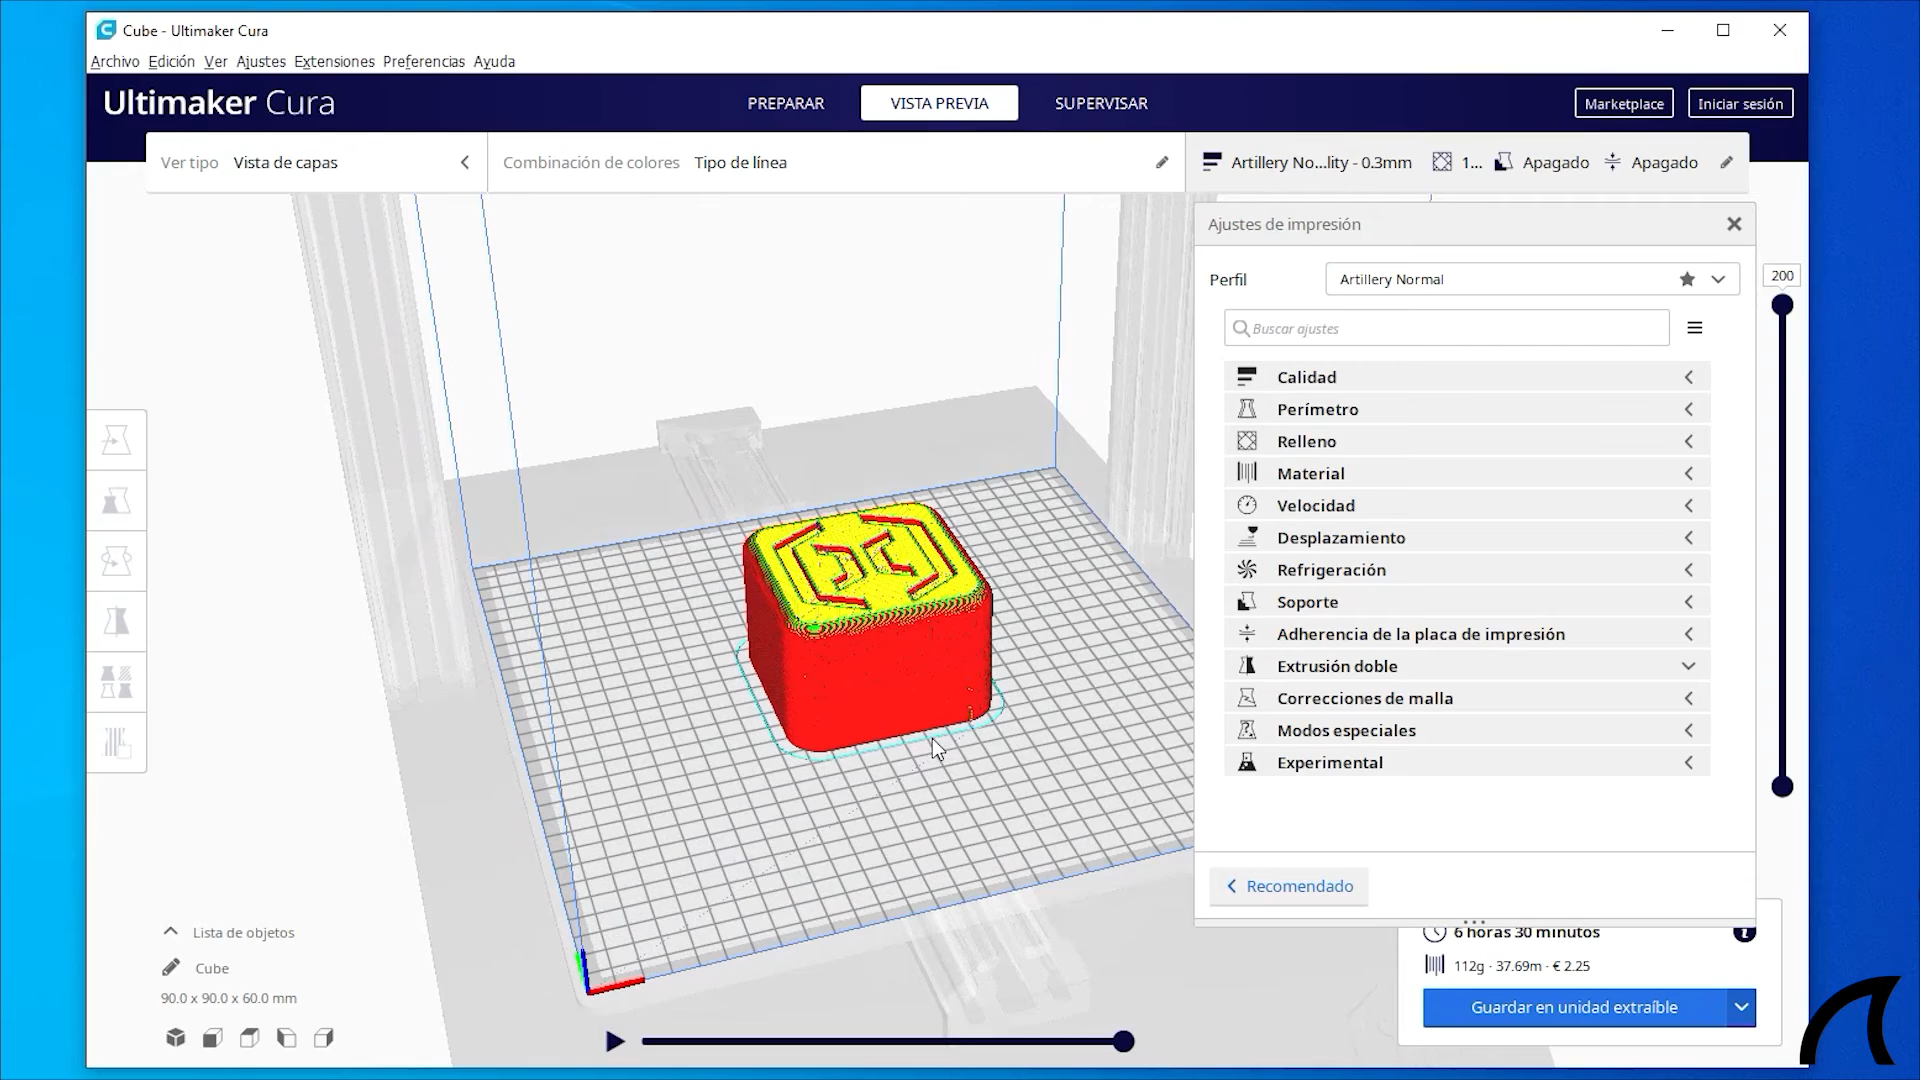 Cube - Ultimaker Cura
Archivo Edición Ver Ajustes Extensiones Preferencias Ayuda
Ultimaker Cura
PREPARAR
VISTA PREVIA
SUPERVISAR
Marketplace
Iniciar sesión
Ver tipo Vista de capas
Combinación de colores Tipo de línea
Artillery No...lity - 0.3mm 1... Apagado Apagado
Ajustes de impresión
Perfil
Artillery Normal
Buscar ajustes
200
Calidad
Perímetro
Relleno
Material
Velocidad
Desplazamiento
Refrigeración
Soporte
Adherencia de la placa de impresión
Extrusión doble
Correcciones de malla
Modos especiales
Experimental
Recomendado
6 horas 30 minutos
112g · 37.69m · € 2.25
Guardar en unidad extraíble
Lista de objetos
Cube
90.0 x 90.0 x 60.0 mm